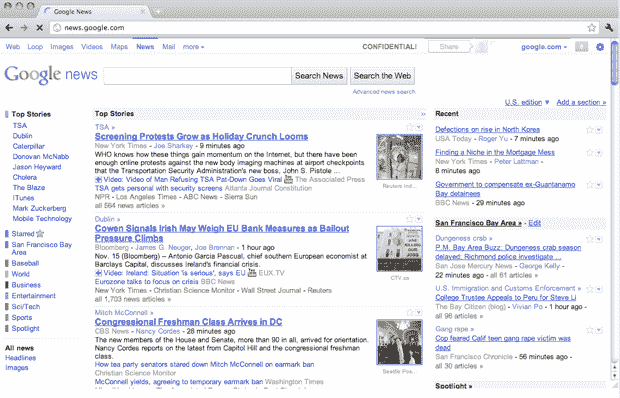 Google News
news.google.com
Web Loop Images Videos Maps News Mail more
CONFIDENTIAL!
Share
google.com
Google news
Search News
Search the Web
Advanced news search
U.S. edition
Add a section »
Top Stories
TSA
Dublin
Caterpillar
Donovan McNabb
Jason Heyward
Cholera
The Blaze
iTunes
Mark Zuckerberg
Mobile Technology
Starred
San Francisco Bay Area
Baseball
World
Business
Entertainment
Sci/Tech
Sports
Spotlight
All news
Headlines
Images
Top Stories
TSA »
Screening Protests Grow as Holiday Crunch Looms
New York Times - Joe Sharkey - 9 minutes ago
WHO knows how these things gain momentum on the Internet, but there have been
enough online protests against the new body imaging machines at airport checkpoints
that the Transportation Security Administration's new boss, John S. Pistole ...
Video: Video of Man Refusing TSA Pat-Down Goes Viral The Associated Press
TSA gets personal with security screens Atlanta Journal Constitution
NPR - Los Angeles Times - ABC News - Sierra Sun
all 564 news articles »
Reuters Ind...
Dublin »
Cowen Signals Irish May Weigh EU Bank Measures as Bailout
Pressure Climbs
Bloomberg - James G. Neuger, Joe Brennan - 1 hour ago
Nov. 15 (Bloomberg) – Antonio Garcia Pascual, chief southern European economist at
Barclays Capital, discusses Ireland's financial crisis.
Video: Ireland: Situation 'is serious', says EU EUX.TV
Eurozone talks to focus on crisis BBC News
New York Times - Christian Science Monitor - Wall Street Journal - Reuters
all 1,703 news articles »
CTV.ca
Mitch McConnell »
Congressional Freshman Class Arrives in DC
CBS News - Nancy Cordes - 26 minutes ago
The new members of the House and Senate, more than 90 in all, arrived for orientation.
Nancy Cordes reports on the latest from Capitol Hill and the congressional freshman
class.
How tea party senators stared down Mitch McConnell on earmark ban
Christian Science Monitor
McConnell yields, agreeing to temporary earmark ban Washington Times
Seattle Pos...
Recent
Defections on rise in North Korea
USA Today - Roger Yu - 7 minutes ago
Finding a Niche in the Mortgage Mess
New York Times - Peter Lattman -
8 minutes ago
Government to compensate ex-Guantanamo
Bay detainees
BBC News - 29 minutes ago
San Francisco Bay Area » - Edit
Dungeness crab »
P.M. Bay Area Buzz: Dungeness crab season
delayed; Richmond police investigate ...
San Jose Mercury News - George Kelly -
22 minutes ago - all 61 articles »
U.S. Immigration and Customs Enforcement »
College Trustee Appeals to Peru for Steve Li
The Bay Citizen (blog) - Vivian Po - 1 hour ago -
all 96 articles »
Gang rape »
Cop feared Calif teen gang rape victim was
dead
San Francisco Chronicle - 56 minutes ago -
all 30 articles »
Spotlight »